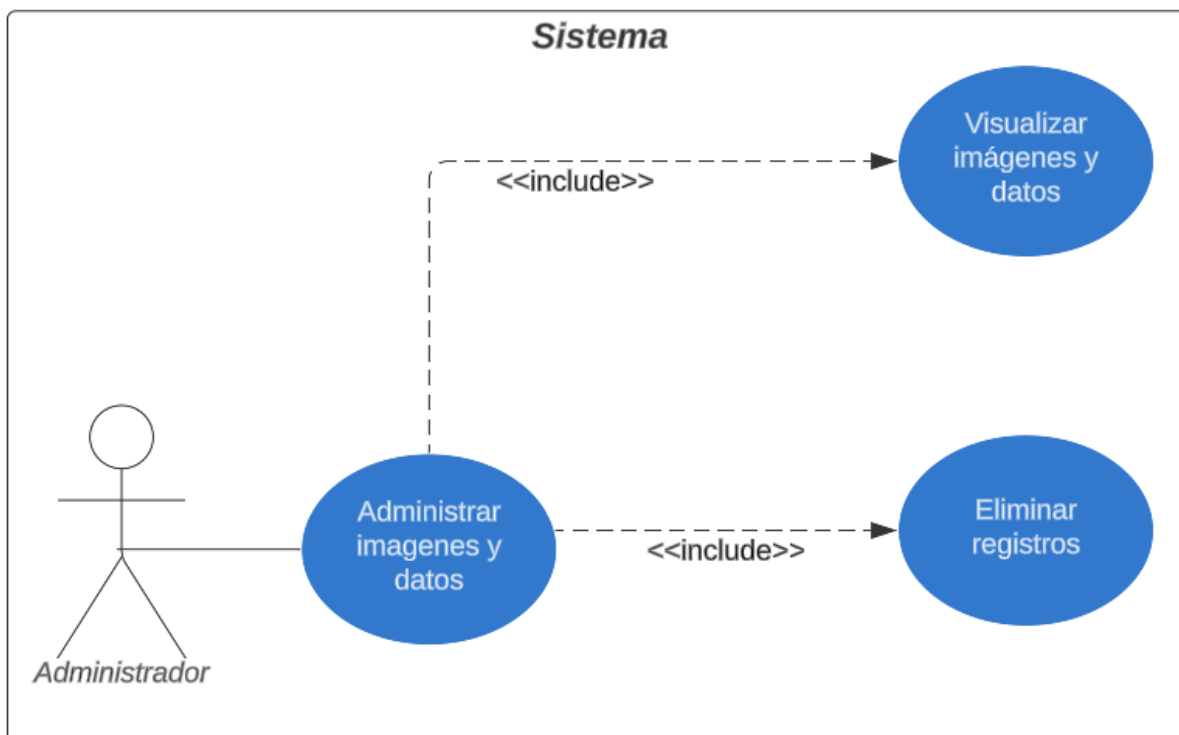 Sistema
Visualizar
imágenes y
datos
<<include>>
Administrar
imagenes y
datos
<<include>>
Eliminar
registros
Administrador